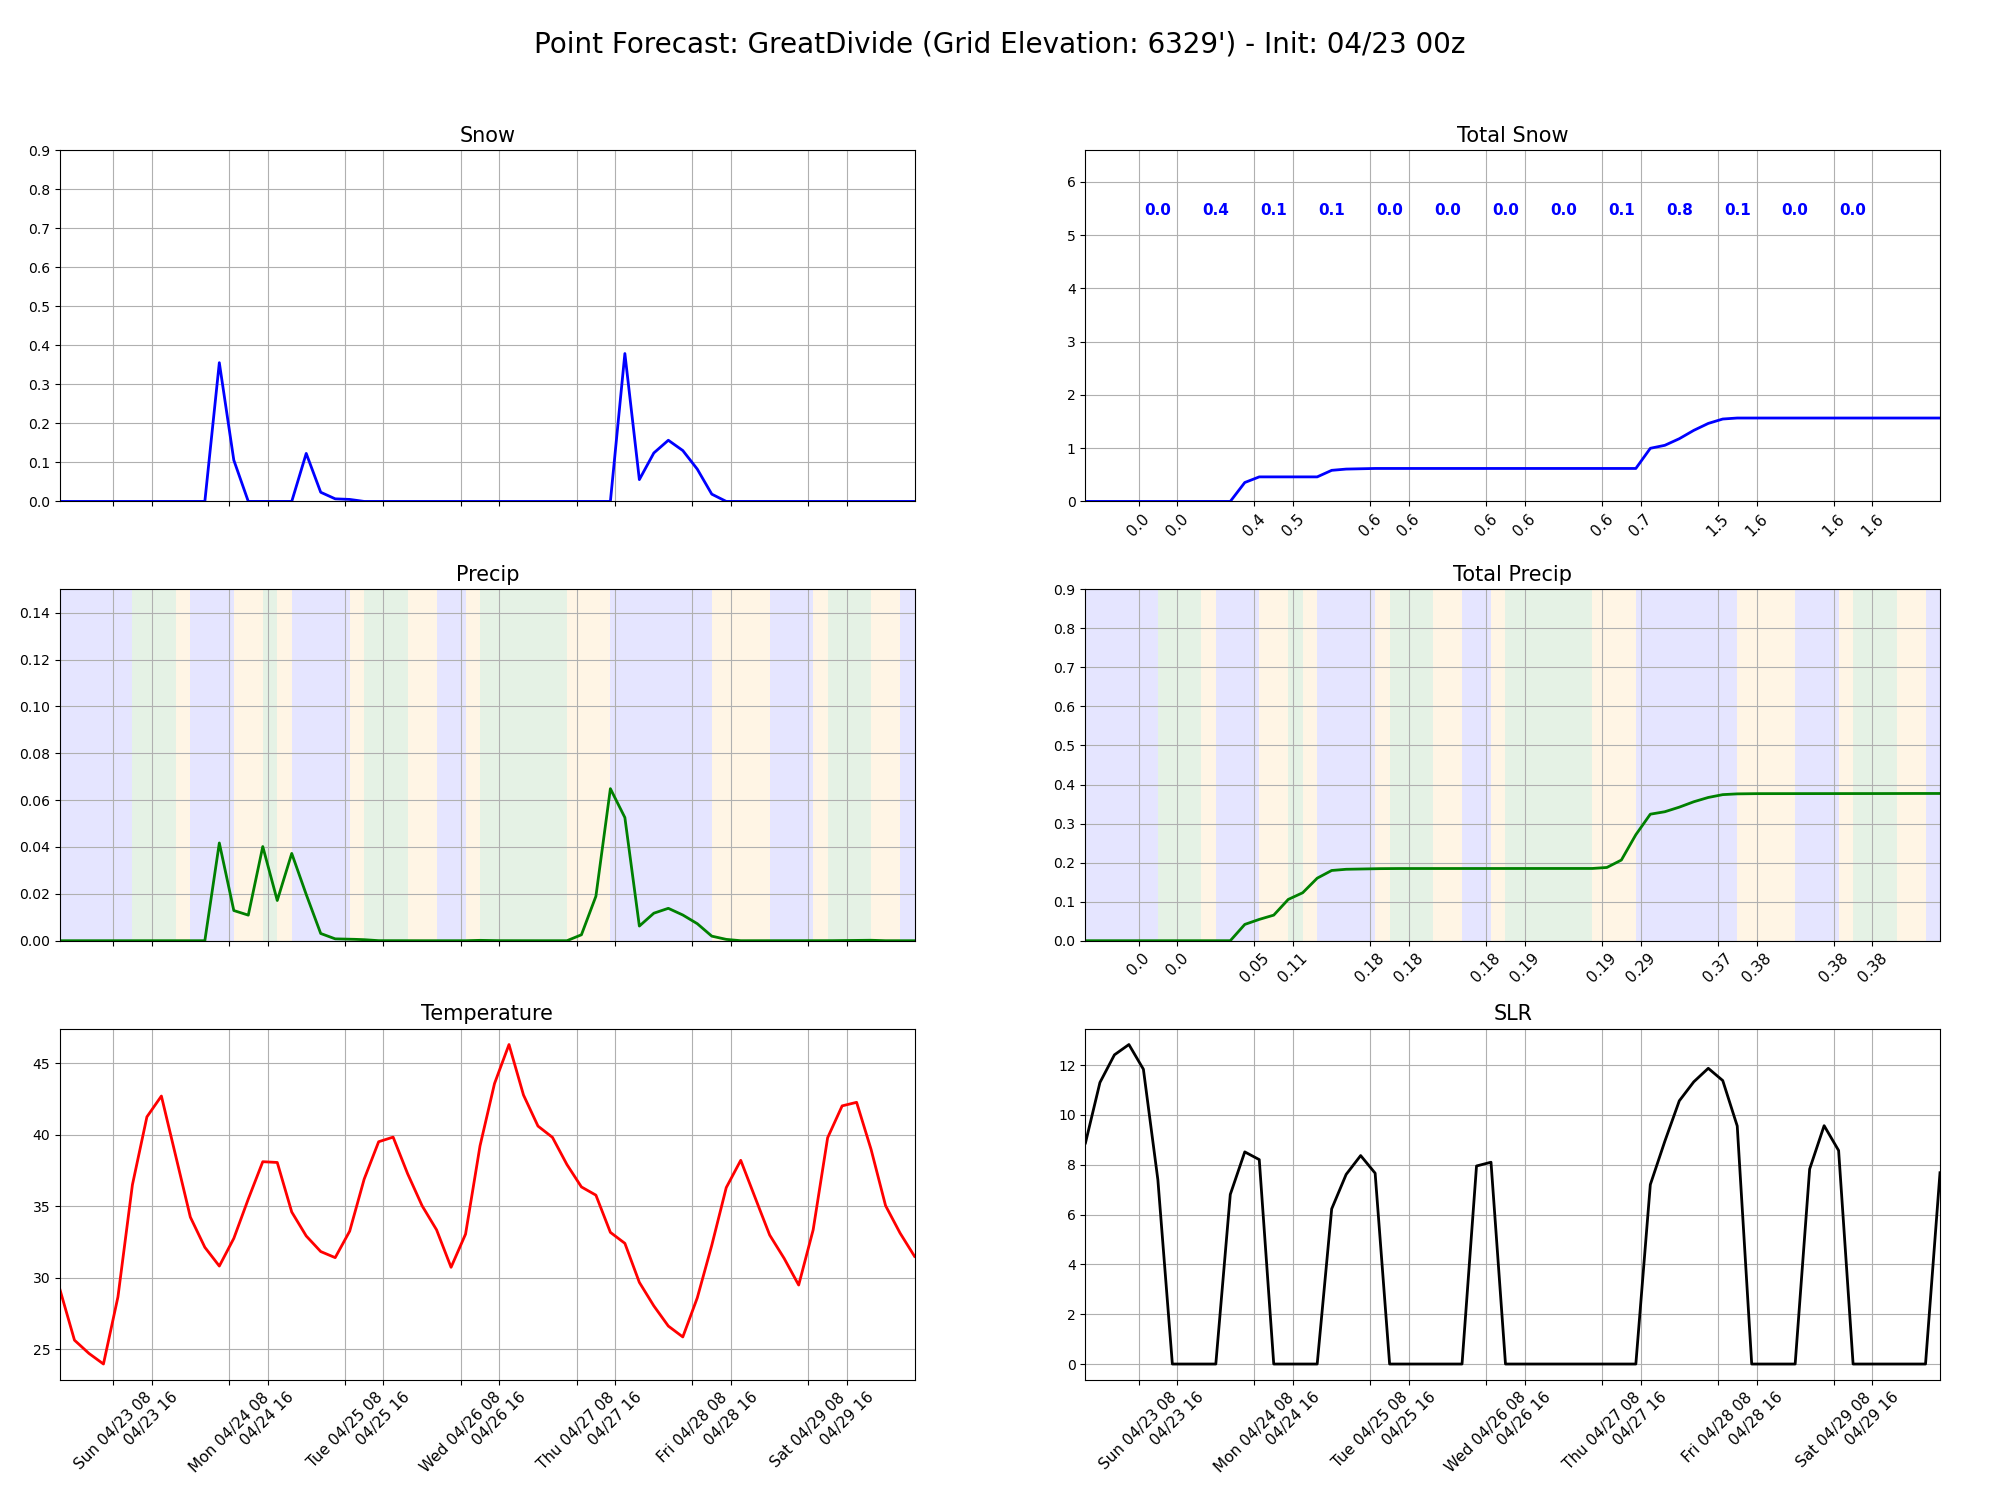 Point Forecast: GreatDivide (Grid Elevation: 6329') - Init: 04/23 00z
Snow
0.9
0.8
0.7
0.6
0.5
0.4
0.3
0.2
0.1
0.0
Total Snow
6
5
4
3
2
1
0
0.0 0.4 0.1 0.1 0.0 0.0 0.0 0.0 0.1 0.8 0.1 0.0 0.0
0.0 0.0 0.4 0.5 0.6 0.6 0.6 0.6 0.6 0.7 1.5 1.6 1.6 1.6
Precip
0.14
0.12
0.10
0.08
0.06
0.04
0.02
0.00
Total Precip
0.9
0.8
0.7
0.6
0.5
0.4
0.3
0.2
0.1
0.0
0.0 0.0 0.05 0.11 0.18 0.18 0.18 0.19 0.19 0.29 0.37 0.38 0.38 0.38
Temperature
45
40
35
30
25
Sun 04/23 08
04/23 16
Mon 04/24 08
04/24 16
Tue 04/25 08
04/25 16
Wed 04/26 08
04/26 16
Thu 04/27 08
04/27 16
Fri 04/28 08
04/28 16
Sat 04/29 08
04/29 16
SLR
12
10
8
6
4
2
0
Sun 04/23 08
04/23 16
Mon 04/24 08
04/24 16
Tue 04/25 08
04/25 16
Wed 04/26 08
04/26 16
Thu 04/27 08
04/27 16
Fri 04/28 08
04/28 16
Sat 04/29 08
04/29 16